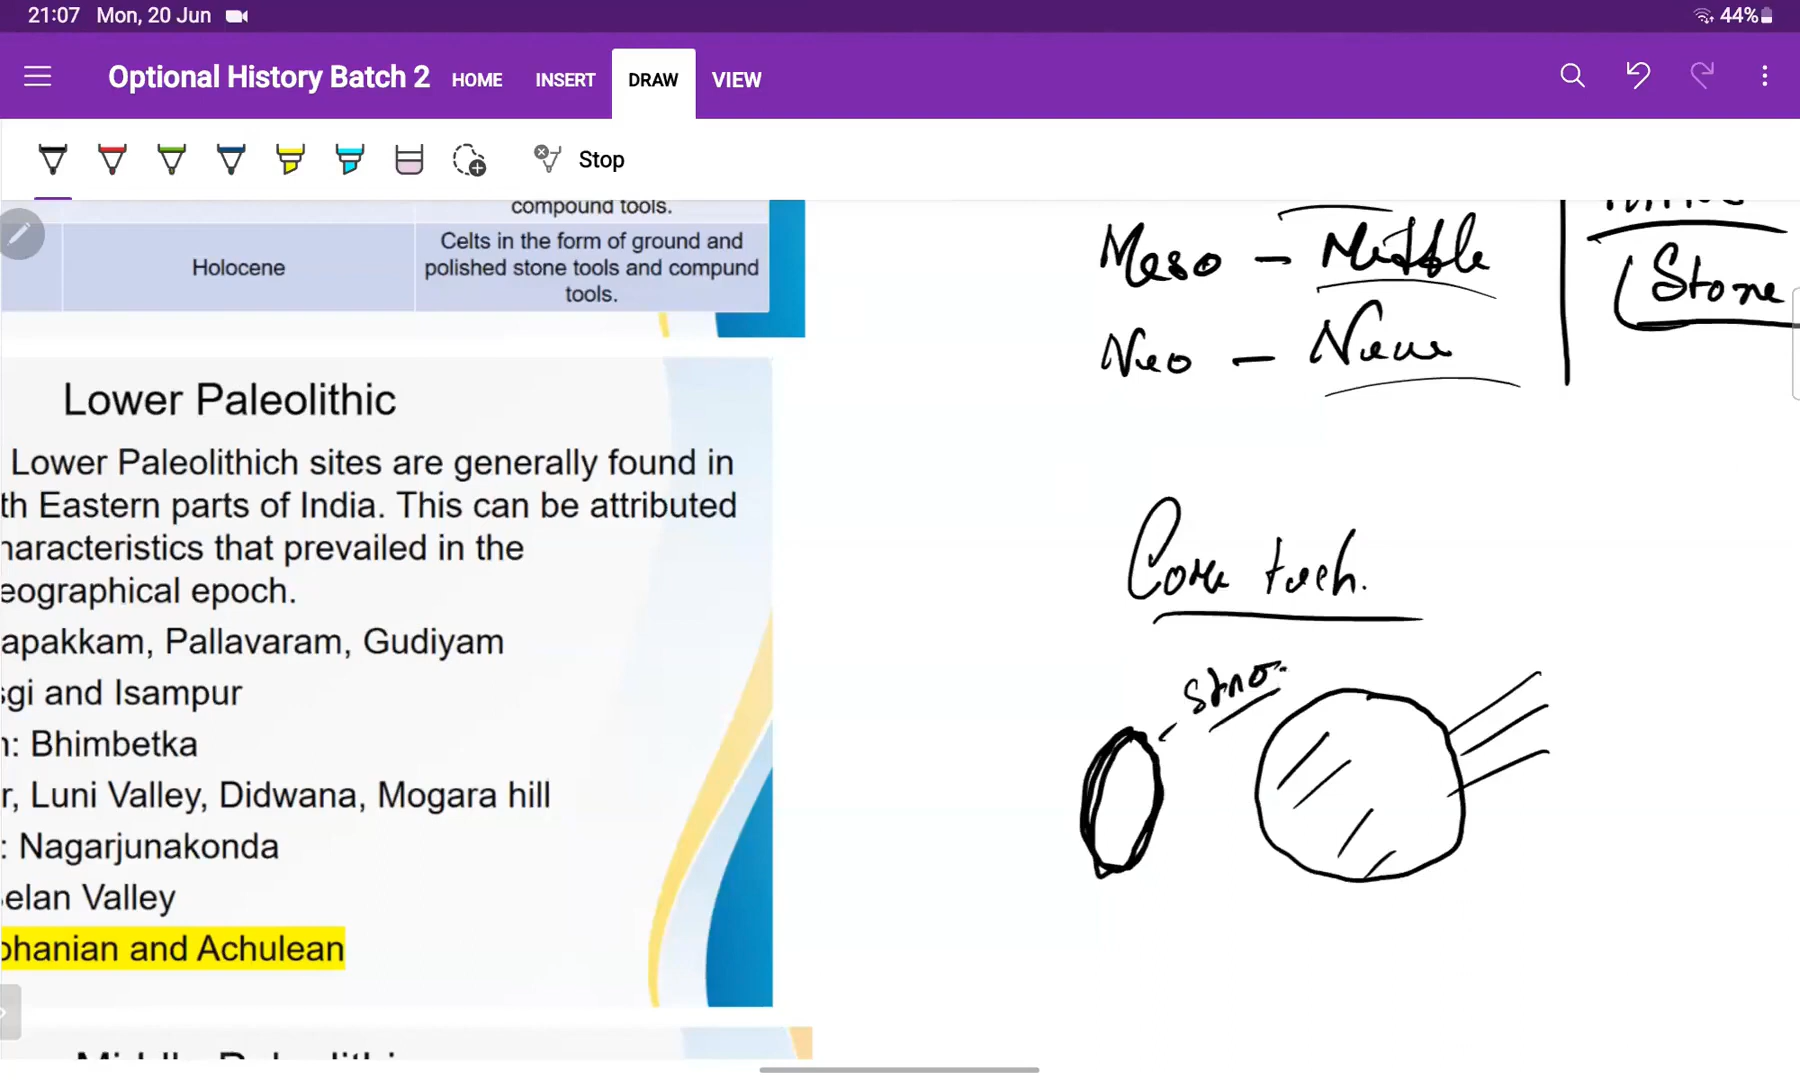 21:07 Mon, 20 Jun 44%
Optional History Batch 2 HOME INSERT DRAW VIEW
Stop
compound tools.
Holocene
Celts in the form of ground and
polished stone tools and compund
tools.
Lower Paleolithic
Lower Paleolithich sites are generally found in
th Eastern parts of India. This can be attributed
haracteristics that prevailed in the
eographical epoch.
apakkam, Pallavaram, Gudiyam
sgi and Isampur
n: Bhimbetka
r, Luni Valley, Didwana, Mogara hill
: Nagarjunakonda
elan Valley
ohanian and Achulean
Meso - Middle
Neo - New
Stone
Core tech.